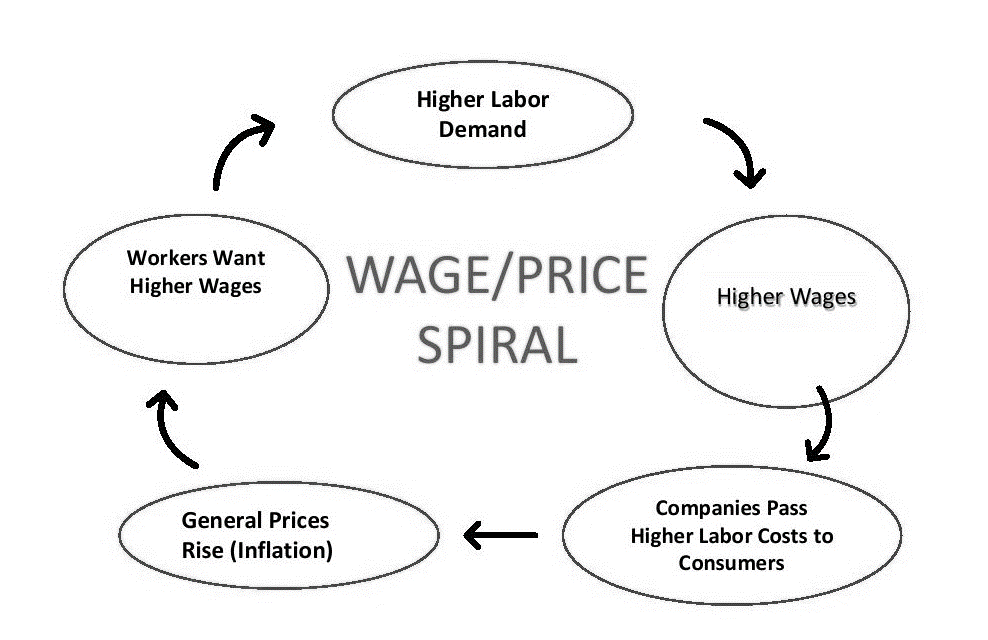 Higher Labor
Demand
Workers Want
Higher Wages
WAGE/PRICE
SPIRAL
Higher Wages
General Prices
Rise (Inflation)
Companies Pass
Higher Labor Costs to
Consumers